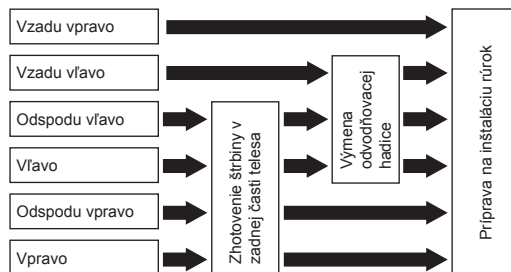 Vzadu vpravo
Vzadu vľavo
Odspodu vľavo
Vľavo
Odspodu vpravo
Vpravo
Zhotovenie štrbiny v
zadnej časti telesa
Výmena
odvodňovacej
hadice
Príprava na inštaláciu rúrok